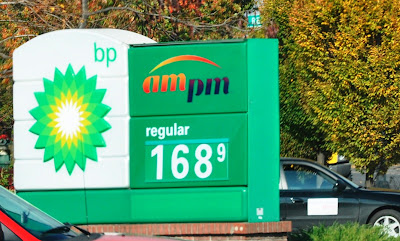 bp
ampm
regular
168 9